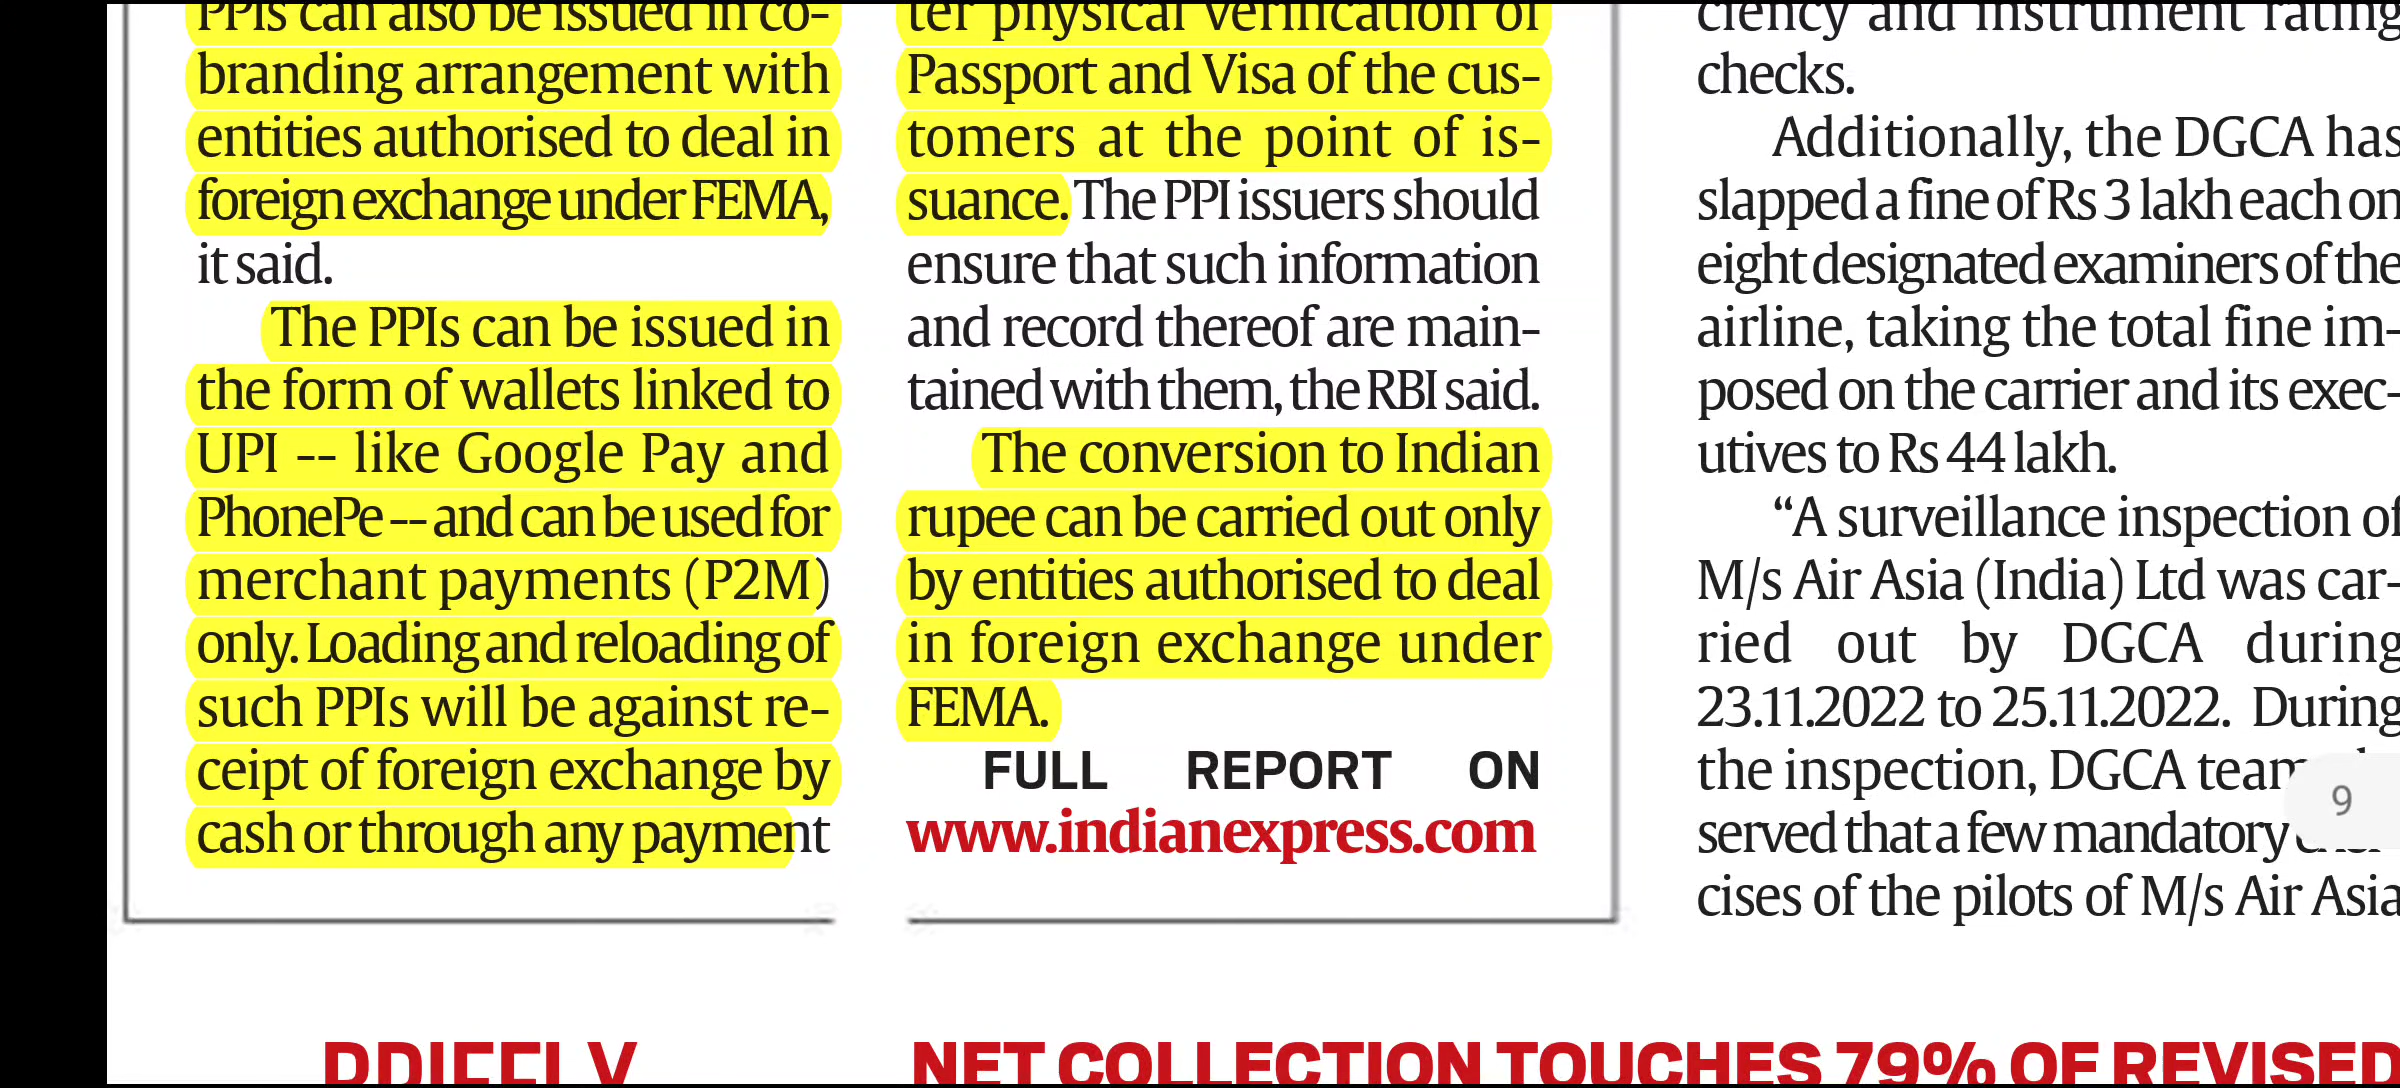 PPIs can also be issued in co-
branding arrangement with
entities authorised to deal in
foreign exchange under FEMA,
it said.
The PPIs can be issued in
the form of wallets linked to
UPI -- like Google Pay and
PhonePe -- and can be used for
merchant payments (P2M)
only. Loading and reloading of
such PPIs will be against re-
ceipt of foreign exchange by
cash or through any payment
ter physical verification of
Passport and Visa of the cus-
tomers at the point of is-
suance. The PPI issuers should
ensure that such information
and record thereof are main-
tained with them, the RBI said.
The conversion to Indian
rupee can be carried out only
by entities authorised to deal
in foreign exchange under
FEMA.
FULL REPORT ON
www.indianexpress.com
ciency and instrument rating
checks.
Additionally, the DGCA has
slapped a fine of Rs 3 lakh each on
eight designated examiners of the
airline, taking the total fine im-
posed on the carrier and its exec-
utives to Rs 44 lakh.
“A surveillance inspection of
M/s Air Asia (India) Ltd was car-
ried out by DGCA during
23.11.2022 to 25.11.2022. During
the inspection, DGCA team
served that a few mandatory
cises of the pilots of M/s Air Asia
9
BRIEFLY
NET COLLECTION TOUCHES 79% OF REVISED